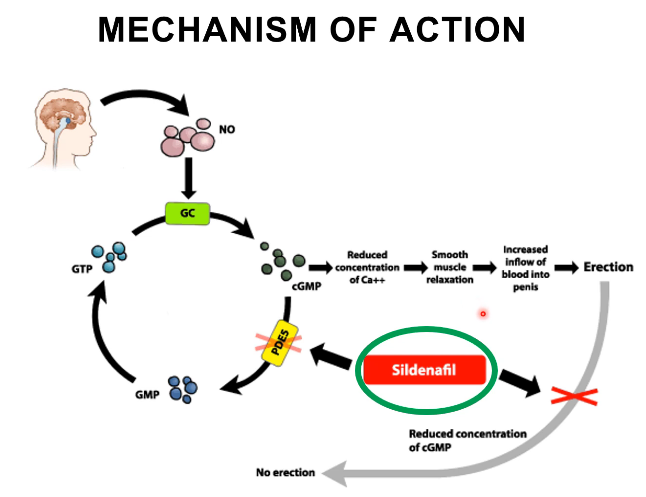 MECHANISM OF ACTION
NO
GC
GTP
cGMP
Reduced
concentration
of Ca++
Smooth
muscle
relaxation
Increased
inflow of
blood into
penis
Erection
PDE5
Sildenafil
GMP
Reduced concentration
of cGMP
No erection